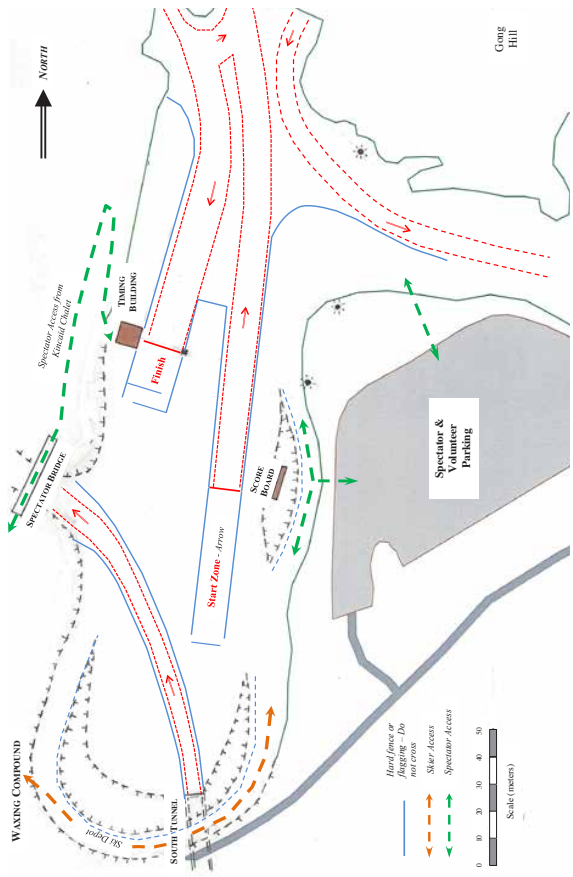 NORTH
Gong
Hill
Spectator Access from
Kincaid Chalet
TIMING
BUILDING
Finish
SPECTATOR BRIDGE
SCORE
BOARD
Start Zone - Arrow
Spectator &
Volunteer
Parking
WAXING COMPOUND
Ski Depot
SOUTH TUNNEL
Hard fence or
flagging – Do
not cross
Skier Access
Spectator Access
0 10 20 30 40 50
Scale (meters)